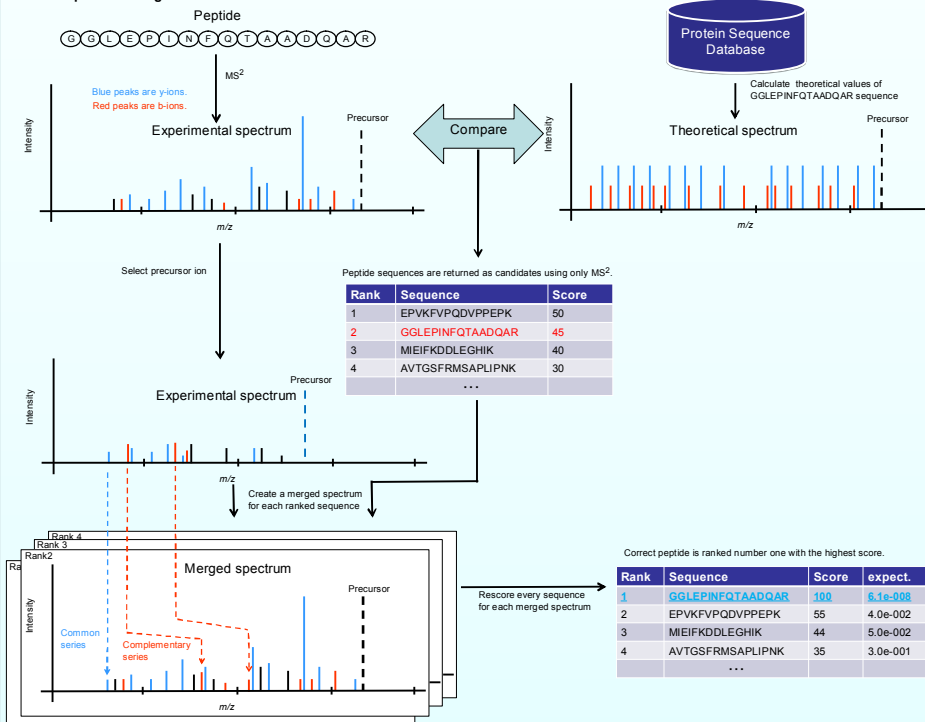 Peptide
G G L E P I N F Q T A A D Q A R
MS2
Blue peaks are y-ions.
Red peaks are b-ions.
Intensity
Experimental spectrum
Precursor
m/z
Compare
Protein Sequence
Database
Calculate theoretical values of
GGLEPINFQTAADQAR sequence
Intensity
Theoretical spectrum
Precursor
m/z
Select precursor ion
Peptide sequences are returned as candidates using only MS2.
Rank Sequence Score
1 EPVKFVPQDVPPEPK 50
2 GGLEPINFQTAADQAR 45
3 MIEIFKDDLEGHIK 40
4 AVTGSFRMSAPLIPNK 30
...
Intensity
Experimental spectrum
Precursor
m/z
Create a merged spectrum
for each ranked sequence
Rank 4
Rank 3
Rank2
Ra
Intensity
Merged spectrum
Precursor
Common
series
Complementary
series
m/z
Rescore every sequence
for each merged spectrum
Correct peptide is ranked number one with the highest score.
Rank Sequence Score expect.
1 GGLEPINFQTAADQAR 100 6.1e-008
2 EPVKFVPQDVPPEPK 55 4.0e-002
3 MIEIFKDDLEGHIK 44 5.0e-002
4 AVTGSFRMSAPLIPNK 35 3.0e-001
...